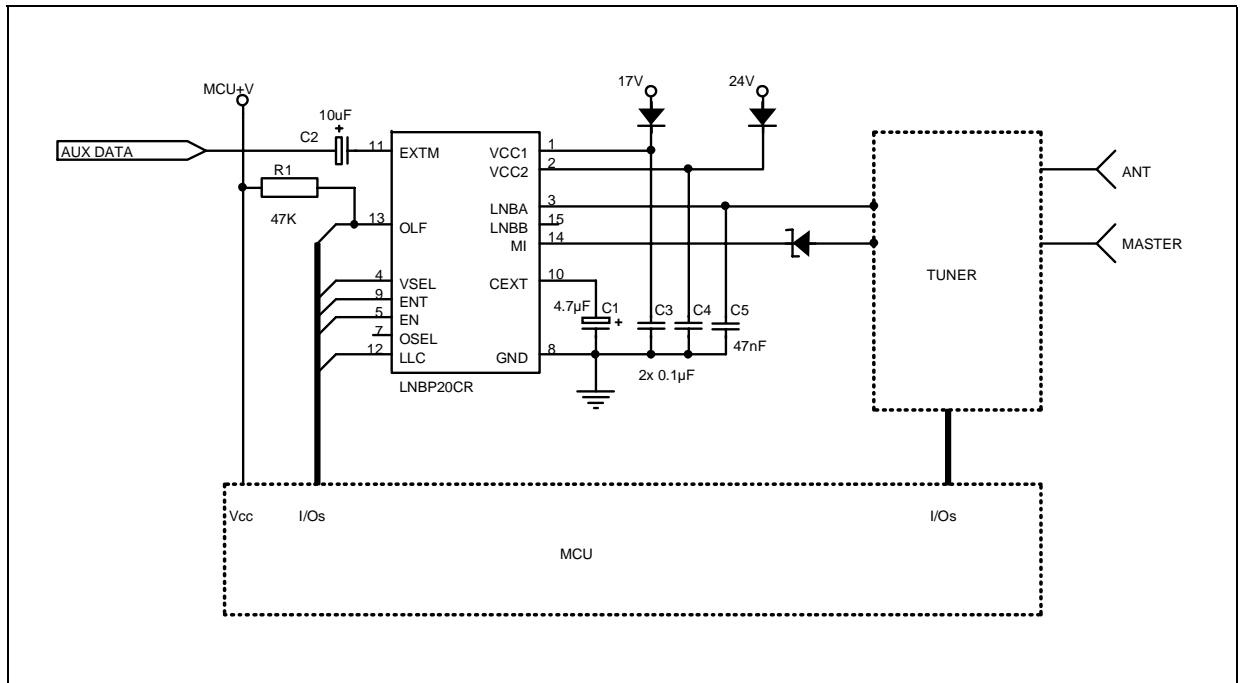 17V
24V
MCU+V
10uF
C2
+
AUX DATA
11
EXTM
VCC1
1
VCC2
2
R1
47K
LNBA
3
LNBB
15
MI
14
13
OLF
ANT
MASTER
TUNER
4
VSEL
9
ENT
5
EN
7
OSEL
12
LLC
CEXT
10
4.7µF
C1
+
C3
C4
C5
47nF
GND
8
2x 0.1µF
LNBP20CR
Vcc
I/Os
I/Os
MCU